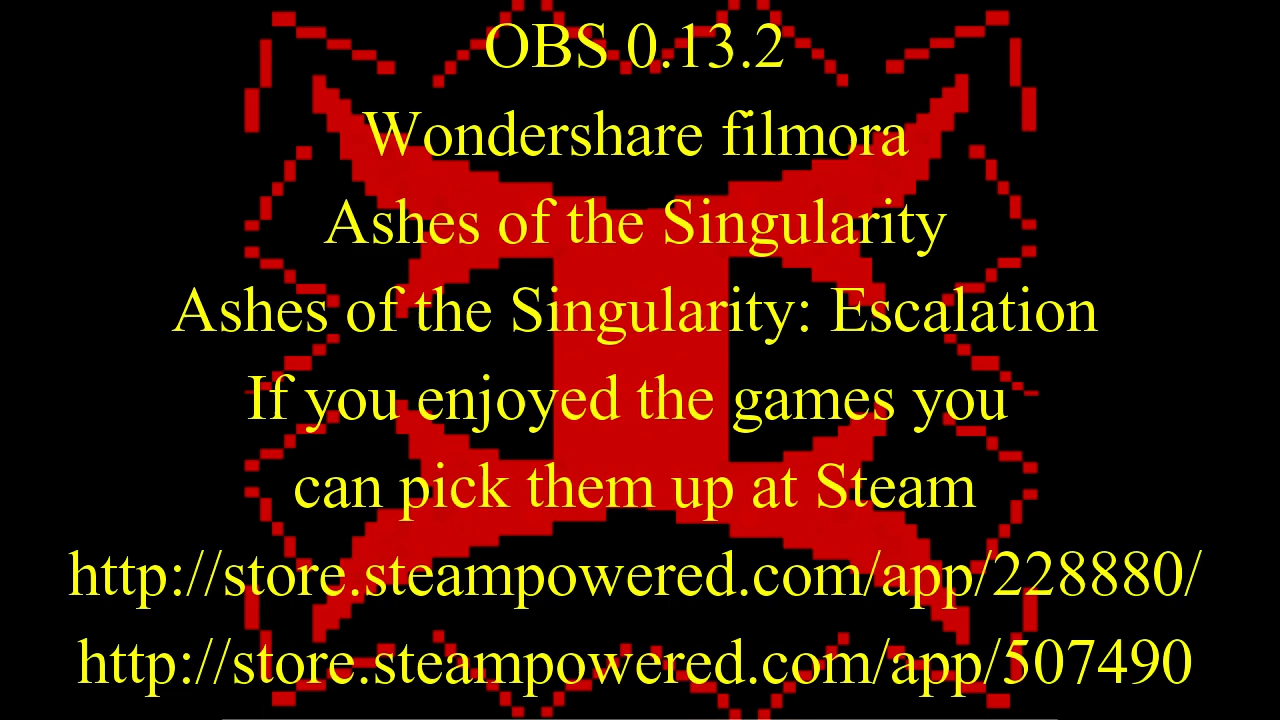 OBS 0.13.2
Wondershare filmora
Ashes of the Singularity
Ashes of the Singularity: Escalation
If you enjoyed the games you
can pick them up at Steam
http://store.steampowered.com/app/228880/
http://store.steampowered.com/app/507490